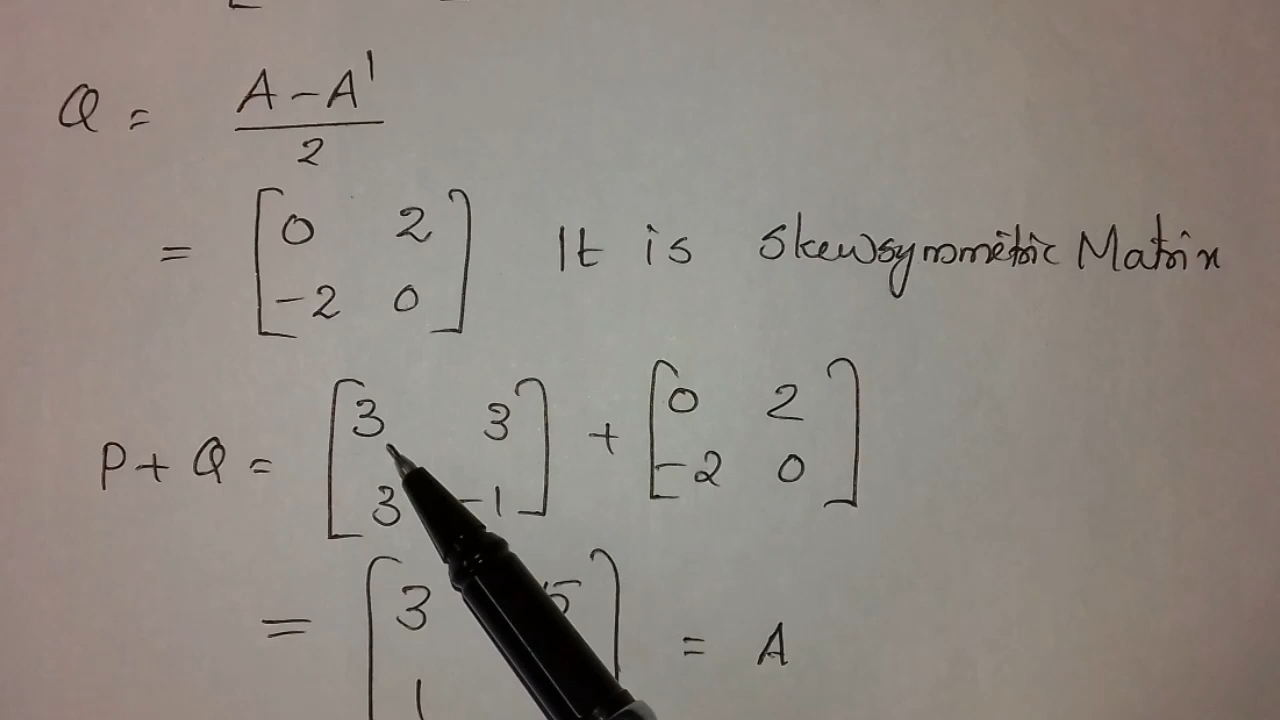 Q = A - A' / 2
= [ 0 2 -2 0 ] It is skewsymmetric Matrix
P + Q = [ 3 3 3 -1 ] + [ 0 2 -2 0 ]
= [ 3 5 1 ] = A